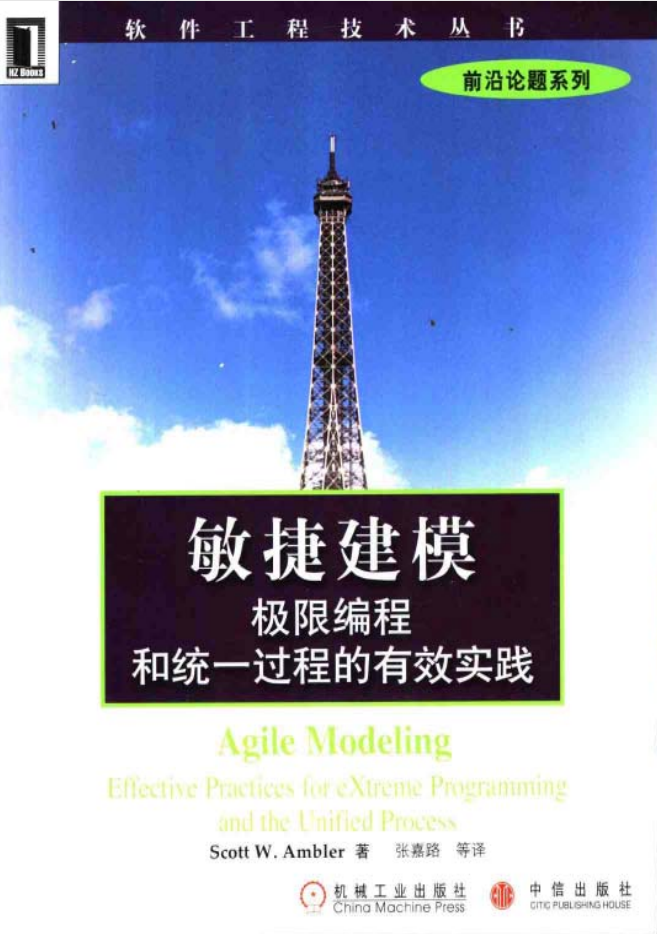 软件工程技术丛书
HZ Books
前沿论题系列
敏捷建模
极限编程
和统一过程的有效实践
Agile Modeling
Effective Practices for eXtreme Programming
and the Unified Process
Scott W. Ambler 著 张嘉路 等译
机械工业出版社
China Machine Press
中信出版社
CITIC PUBLISHING HOUSE